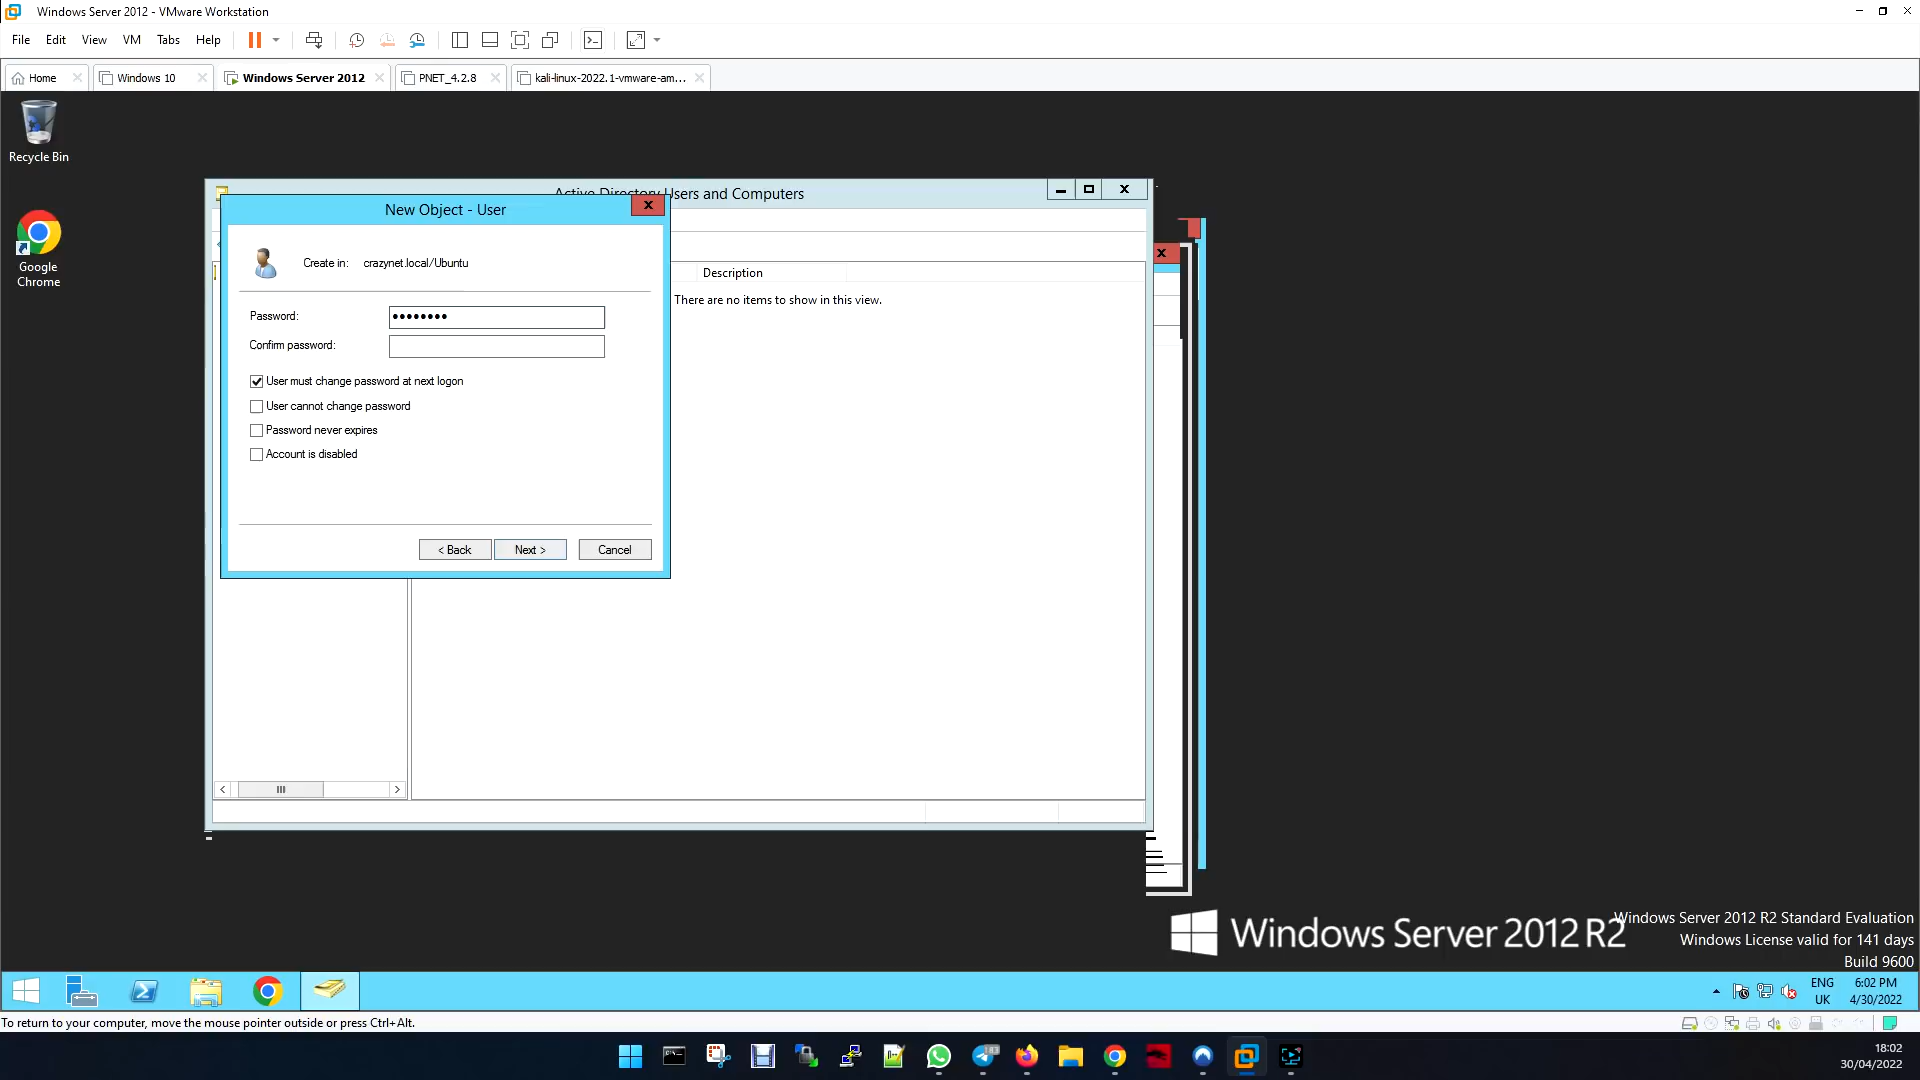 Windows Server 2012 - VMware Workstation
File Edit View VM Tabs Help
Home Windows 10 Windows Server 2012 PNET_4.2.8 kali-linux-2022.1-vmware-am...
Recycle Bin
Google
Chrome
Active Directory Users and Computers
New Object - User
Create in: crazynet.local/Ubuntu
Description
There are no items to show in this view.
Password: ••••••••
Confirm password:
User must change password at next logon
User cannot change password
Password never expires
Account is disabled
< Back Next > Cancel
Windows Server 2012 R2
Windows Server 2012 R2 Standard Evaluation
Windows License valid for 141 days
Build 9600
ENG 6:02 PM
UK 4/30/2022
To return to your computer, move the mouse pointer outside or press Ctrl+Alt.
18:02
30/04/2022